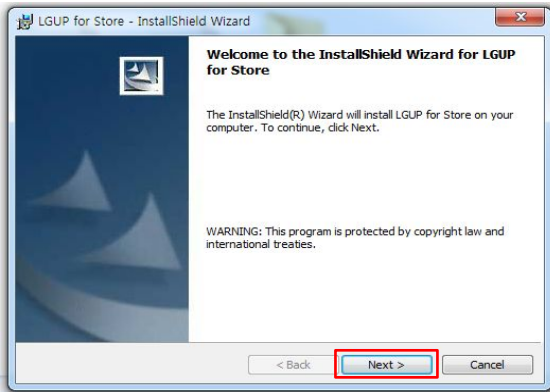 LGUP for Store - InstallShield Wizard
Welcome to the InstallShield Wizard for LGUP
for Store
The InstallShield(R) Wizard will install LGUP for Store on your
computer. To continue, click Next.
WARNING: This program is protected by copyright law and
international treaties.
< Back
Next >
Cancel